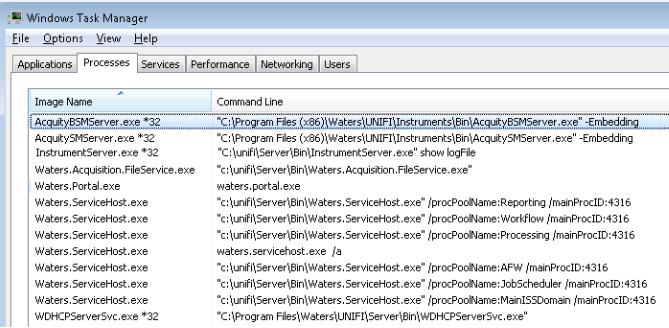 Windows Task Manager
File Options View Help
Applications Processes Services Performance Networking Users
Image Name Command Line
AcquityBSMServer.exe *32 "C:\Program Files (x86)\Waters\UNIFI\Instruments\Bin\AcquityBSMServer.exe" -Embedding
AcquitySMServer.exe *32 "C:\Program Files (x86)\Waters\UNIFI\Instruments\Bin\AcquitySMServer.exe" -Embedding
InstrumentServer.exe *32 "C:\unifi\Server\Bin\InstrumentServer.exe" show logFile
Waters.Acquisition.FileService.exe "c:\unifi\Server\Bin\Waters.Acquisition.FileService.exe"
Waters.Portal.exe waters.portal.exe
Waters.ServiceHost.exe "c:\unifi\Server\Bin\Waters.ServiceHost.exe" /procPoolName:Reporting /mainProcID:4316
Waters.ServiceHost.exe "c:\unifi\Server\Bin\Waters.ServiceHost.exe" /procPoolName:Workflow /mainProcID:4316
Waters.ServiceHost.exe "c:\unifi\Server\Bin\Waters.ServiceHost.exe" /procPoolName:Processing /mainProcID:4316
Waters.ServiceHost.exe waters.servicehost.exe /a
Waters.ServiceHost.exe "c:\unifi\Server\Bin\Waters.ServiceHost.exe" /procPoolName:AFW /mainProcID:4316
Waters.ServiceHost.exe "c:\unifi\Server\Bin\Waters.ServiceHost.exe" /procPoolName:JobScheduler /mainProcID:4316
Waters.ServiceHost.exe "c:\unifi\Server\Bin\Waters.ServiceHost.exe" /procPoolName:MainISSDomain /mainProcID:4316
WDHCPServerSvc.exe *32 "C:\Program Files\Waters\UNIFI\Server\Bin\WDHCPServerSvc.exe"